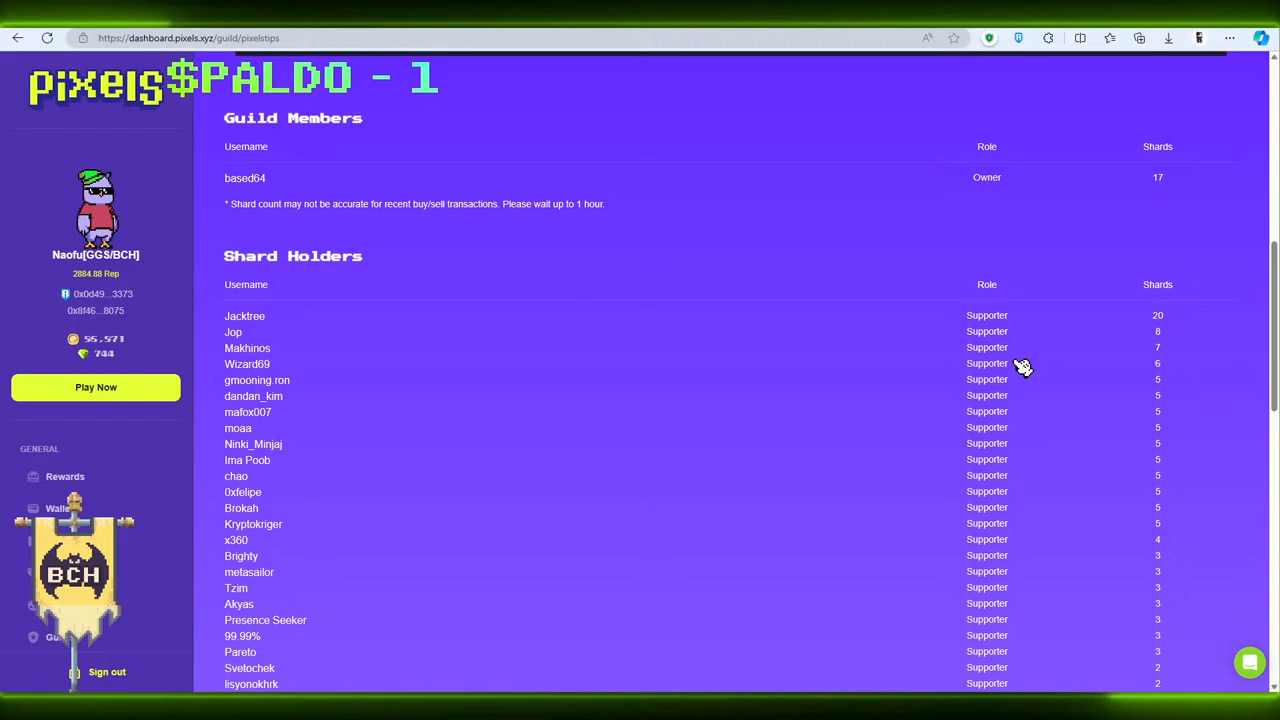 https://dashboard.pixels.xyz/guild/pixelstips
pixels
$PALDO - 1
Naofu[GGS/BCH]
2884.88 Rep
0x0d49...3373
0x8f46...8075
56,971
744
Play Now
GENERAL
Rewards
Walle
BCH
Gu
Sign out
Guild Members
Username Role Shards
based64 Owner 17
* Shard count may not be accurate for recent buy/sell transactions. Please wait up to 1 hour.
Shard Holders
Username Role Shards
Jacktree Supporter 20
Jop Supporter 8
Makhinos Supporter 7
Wizard69 Supporter 6
gmooning.ron Supporter 5
dandan_kim Supporter 5
mafox007 Supporter 5
moaa Supporter 5
Ninki_Minjaj Supporter 5
Ima Poob Supporter 5
chao Supporter 5
0xfelipe Supporter 5
Brokah Supporter 5
Kryptokriger Supporter 5
x360 Supporter 4
Brighty Supporter 3
metasailor Supporter 3
Tzim Supporter 3
Akyas Supporter 3
Presence Seeker Supporter 3
99.99% Supporter 3
Pareto Supporter 3
Svetochek Supporter 2
lisyonokhrk Supporter 2